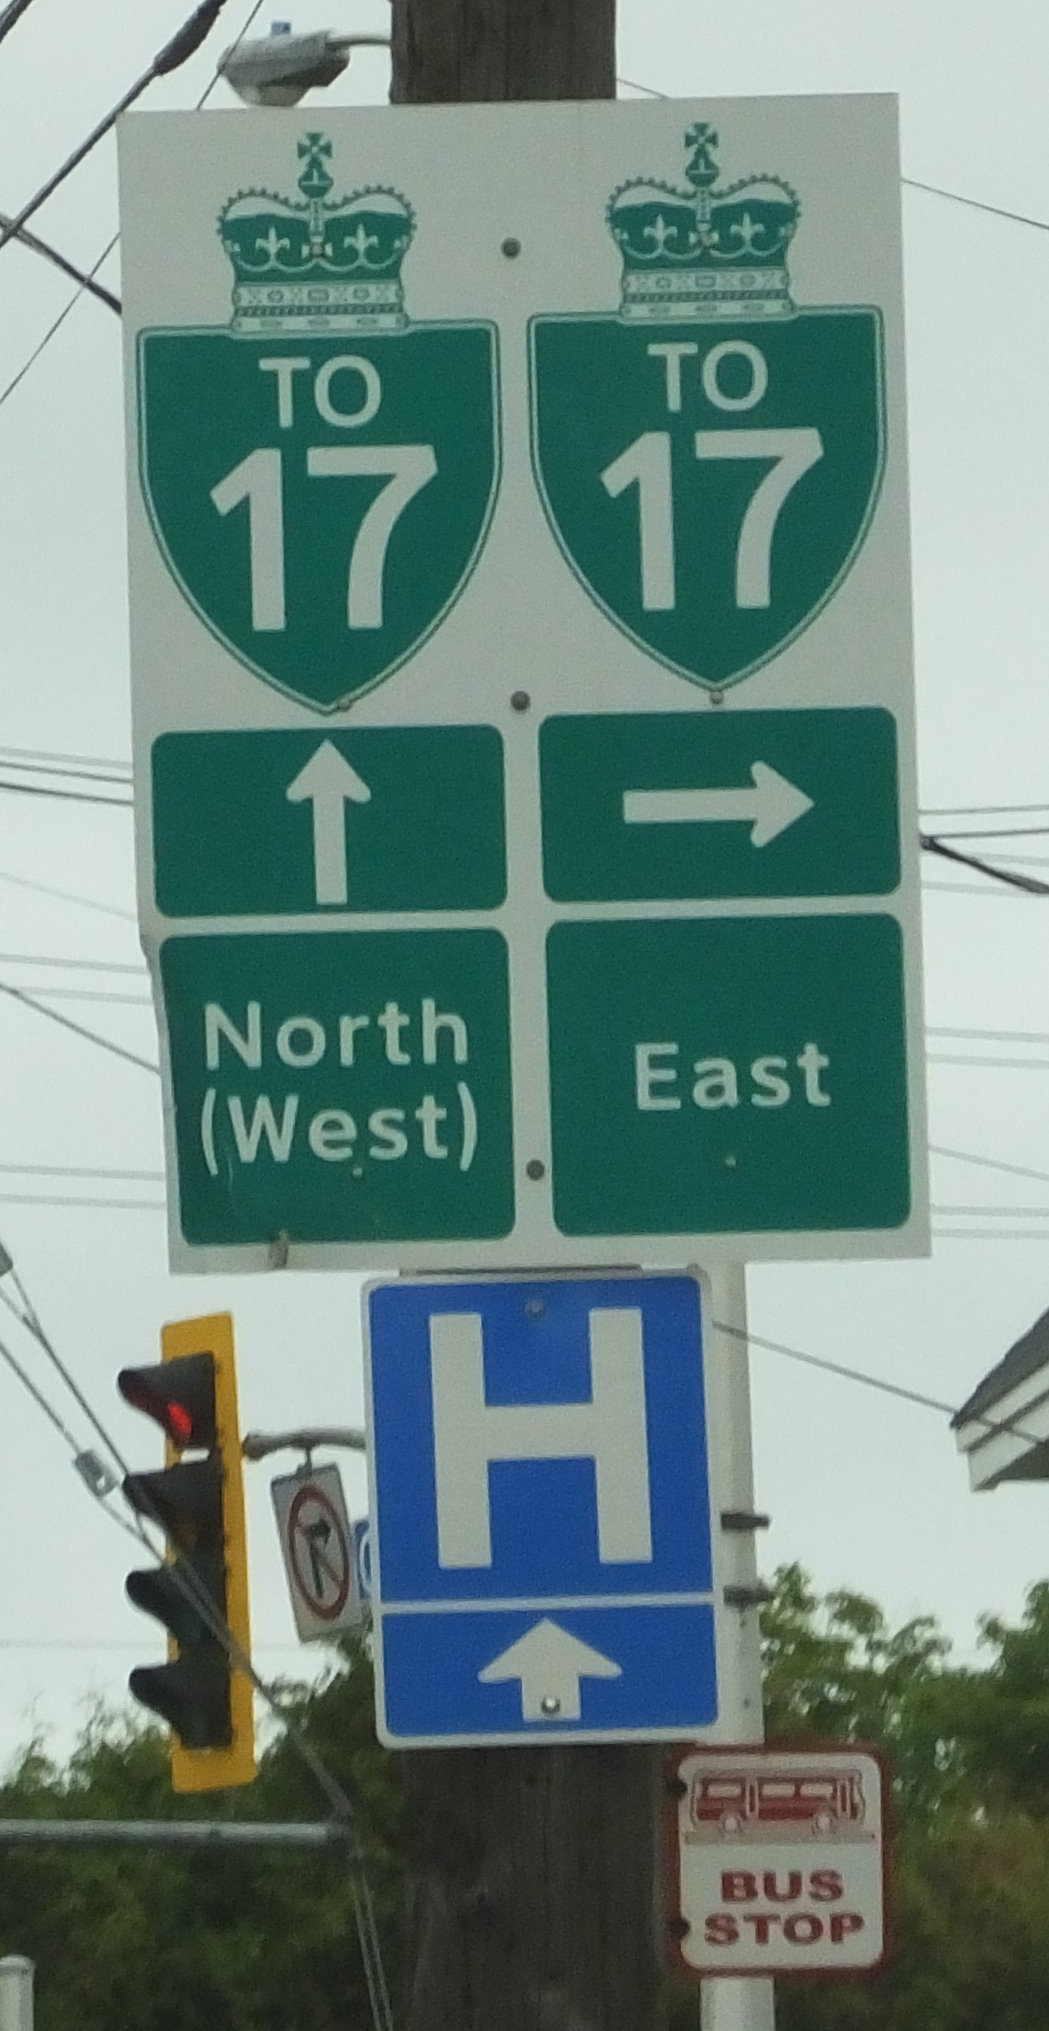 TO
17
TO
17
North
(West)
East
H
BUS
STOP